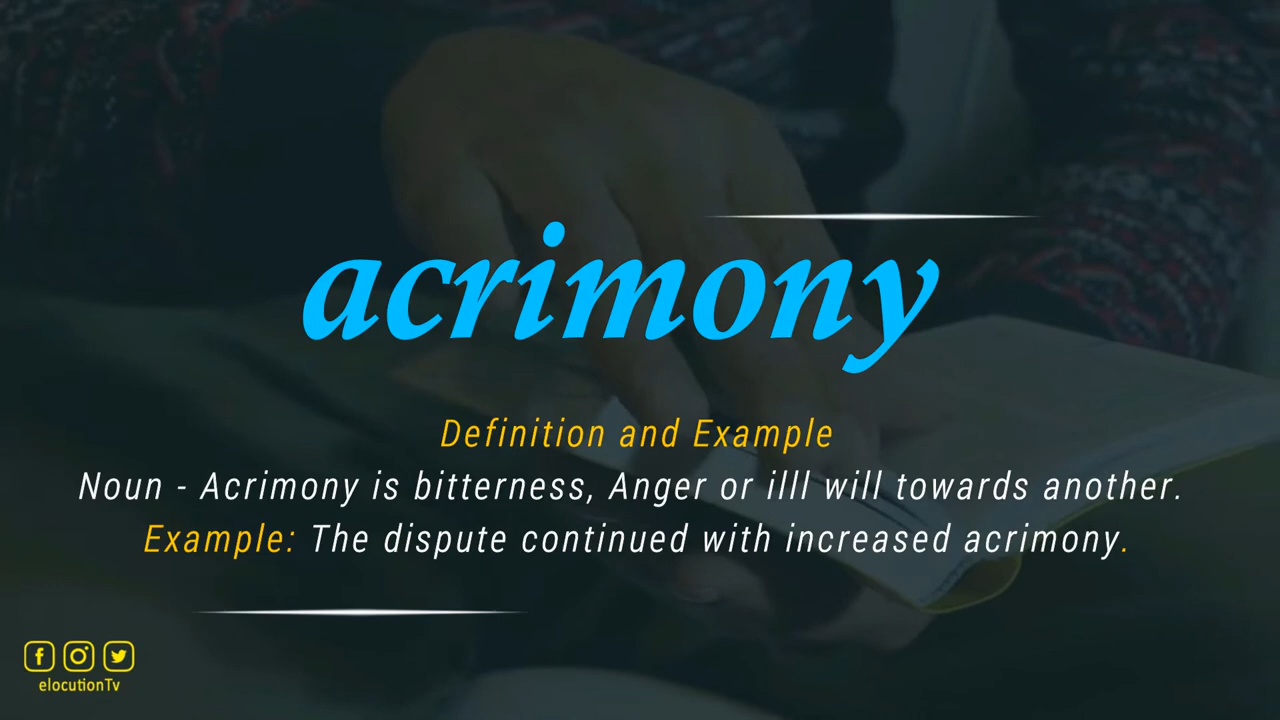 acrimony
Definition and Example
Noun - Acrimony is bitterness, Anger or illl will towards another.
Example: The dispute continued with increased acrimony.
elocutionTv